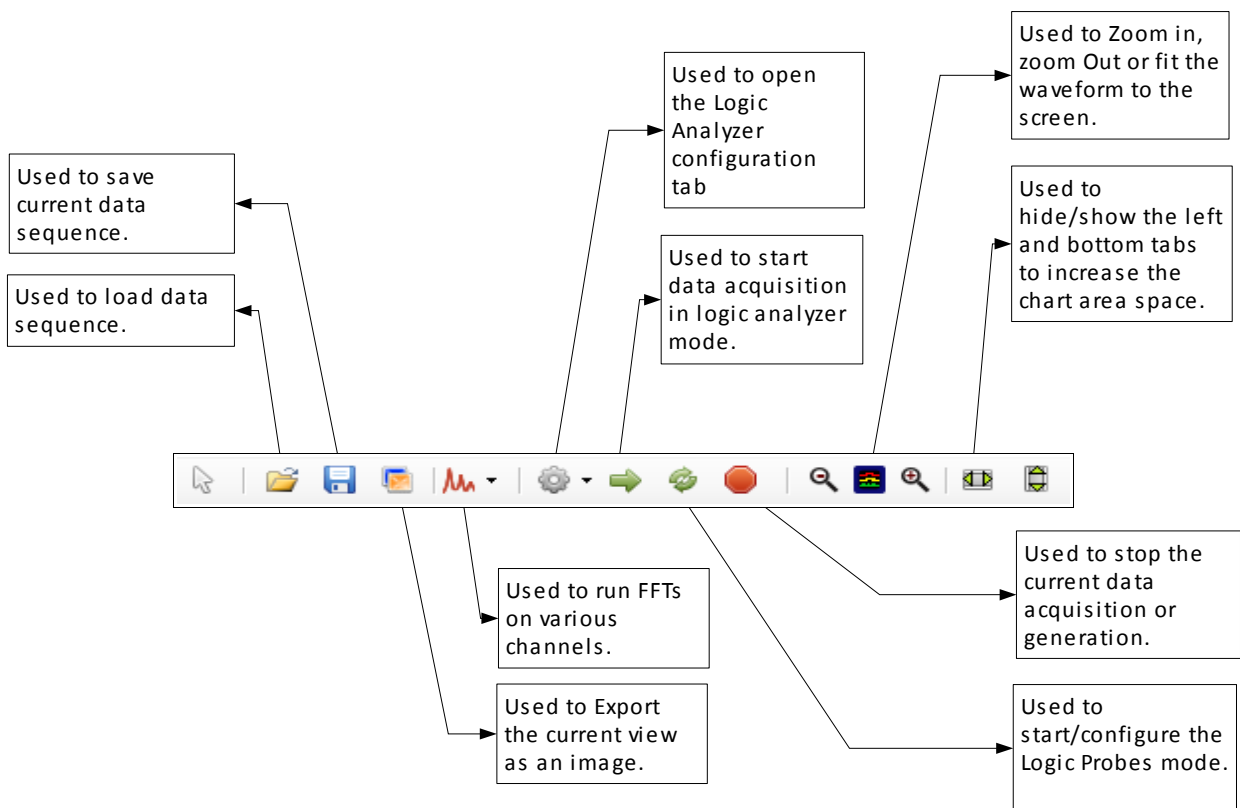 Used to Zoom in,
zoom Out or fit the
waveform to the
screen.
Used to open
the Logic
Analyzer
configuration
tab
Used to save
current data
sequence.
Used to
hide/show the left
and bottom tabs
to increase the
chart area space.
Used to start
data acquisition
in logic analyzer
mode.
Used to load data
sequence.
Used to stop the
current data
acquisition or
generation.
Used to run FFTs
on various
channels.
Used to Export
the current view
as an image.
Used to
start/configure the
Logic Probes mode.